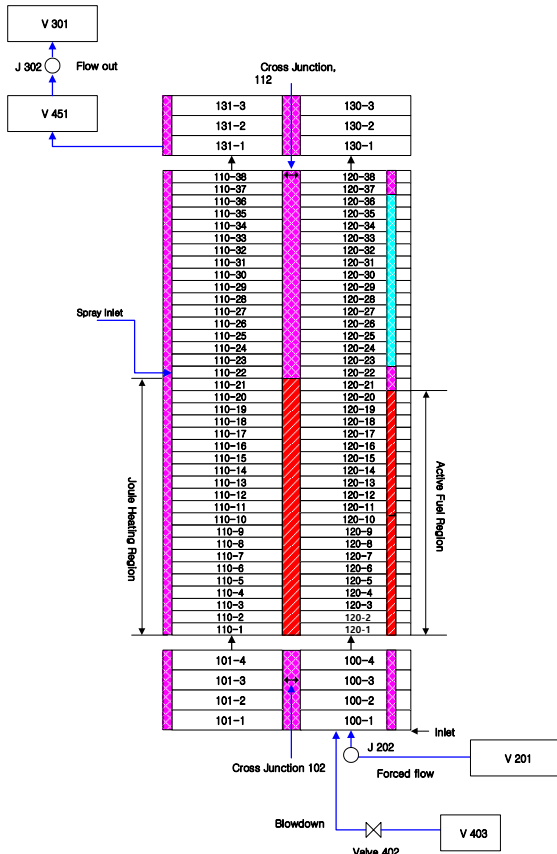 V 301
J 302
Flow out
Cross Junction,
112
V 451
131-3 130-3
131-2 130-2
131-1 130-1
110-38 120-38
110-37 120-37
110-36 120-36
110-35 120-35
110-34 120-34
110-33 120-33
110-32 120-32
110-31 120-31
110-30 120-30
110-29 120-29
110-28 120-28
110-27 120-27
Spray Inlet
110-26 120-26
110-25 120-25
110-24 120-24
110-23 120-23
110-22 120-22
110-21 120-21
110-20 120-20
110-19 120-19
110-18 120-18
110-17 120-17
110-16 120-16
110-15 120-15
110-14 120-14
110-13 120-13
110-12 120-12
110-11 120-11
110-10 120-10
110-9 120-9
110-8 120-8
110-7 120-7
110-6 120-6
110-5 120-5
110-4 120-4
110-3 120-3
110-2 120-2
110-1 120-1
Joule Heating Region
Active Fuel Region
101-4 100-4
101-3 100-3
101-2 100-2
101-1 100-1
Inlet
J 202
V 201
Cross Junction 102
Forced flow
Blowdown
V 403
Valve 402